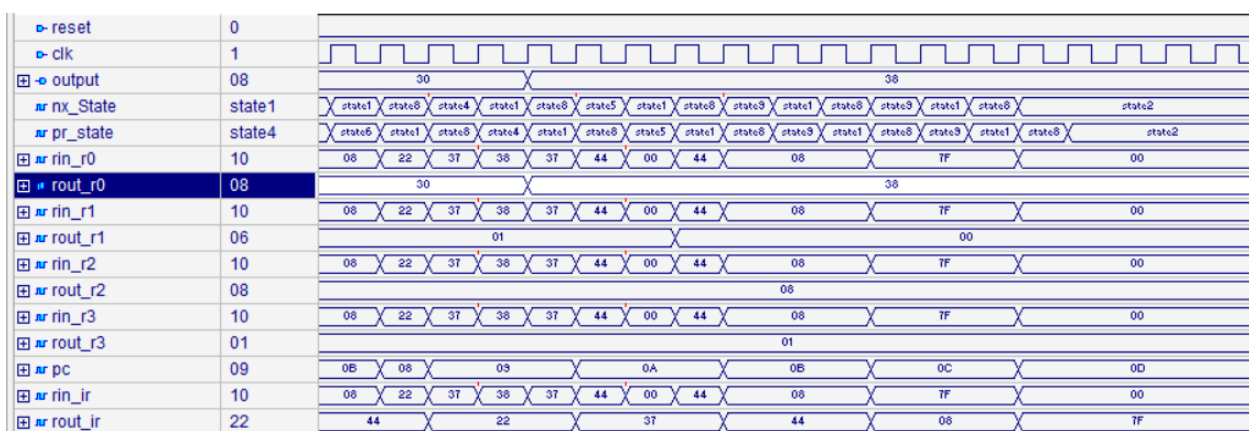 reset 0
clk 1
output 08 30 38
nx_State state1 state1 state8 state4 state1 state8 state5 state1 state8 state9 state1 state8 state9 state1 state8 state2
pr_state state4 state6 state1 state8 state4 state1 state8 state5 state1 state8 state9 state1 state8 state9 state1 state8 state2
rin_r0 10 08 22 37 38 37 44 00 44 08 7F 00
rout_r0 08 30 38
rin_r1 10 08 22 37 38 37 44 00 44 08 7F 00
rout_r1 06 01 00
rin_r2 10 08 22 37 38 37 44 00 44 08 7F 00
rout_r2 08 08
rin_r3 10 08 22 37 38 37 44 00 44 08 7F 00
rout_r3 01 01
pc 09 0B 08 09 0A 0B 0C 0D
rin_ir 10 08 22 37 38 37 44 00 44 08 7F 00
rout_ir 22 44 22 37 44 08 7F